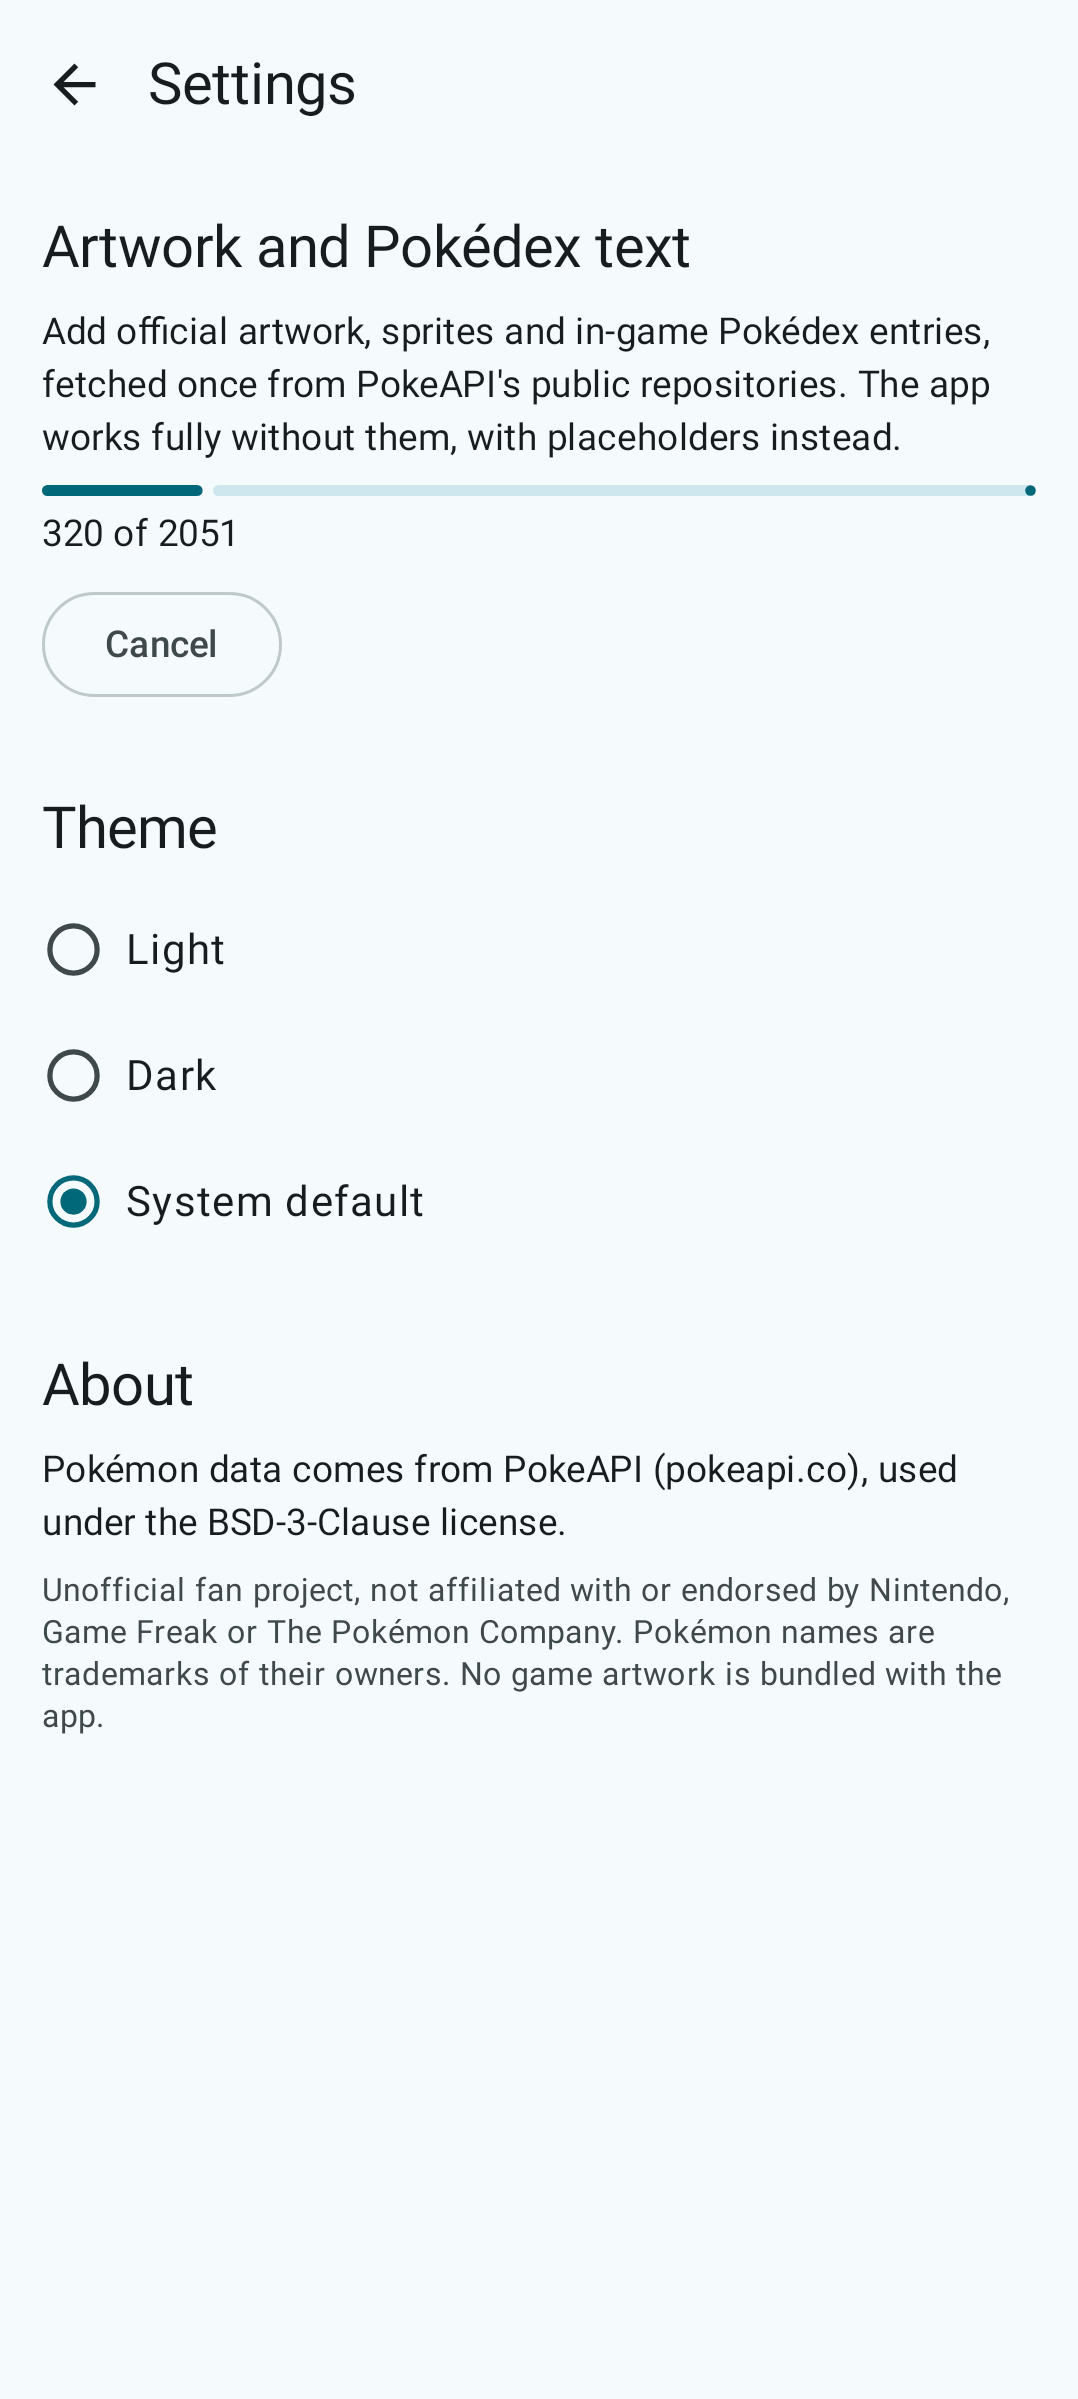 Settings
Artwork and Pokédex text
Add official artwork, sprites and in-game Pokédex entries,
fetched once from PokeAPI's public repositories. The app
works fully without them, with placeholders instead.
320 of 2051
Cancel
Theme
Light
Dark
System default
About
Pokémon data comes from PokeAPI (pokeapi.co), used
under the BSD-3-Clause license.
Unofficial fan project, not affiliated with or endorsed by Nintendo,
Game Freak or The Pokémon Company. Pokémon names are
trademarks of their owners. No game artwork is bundled with the
app.